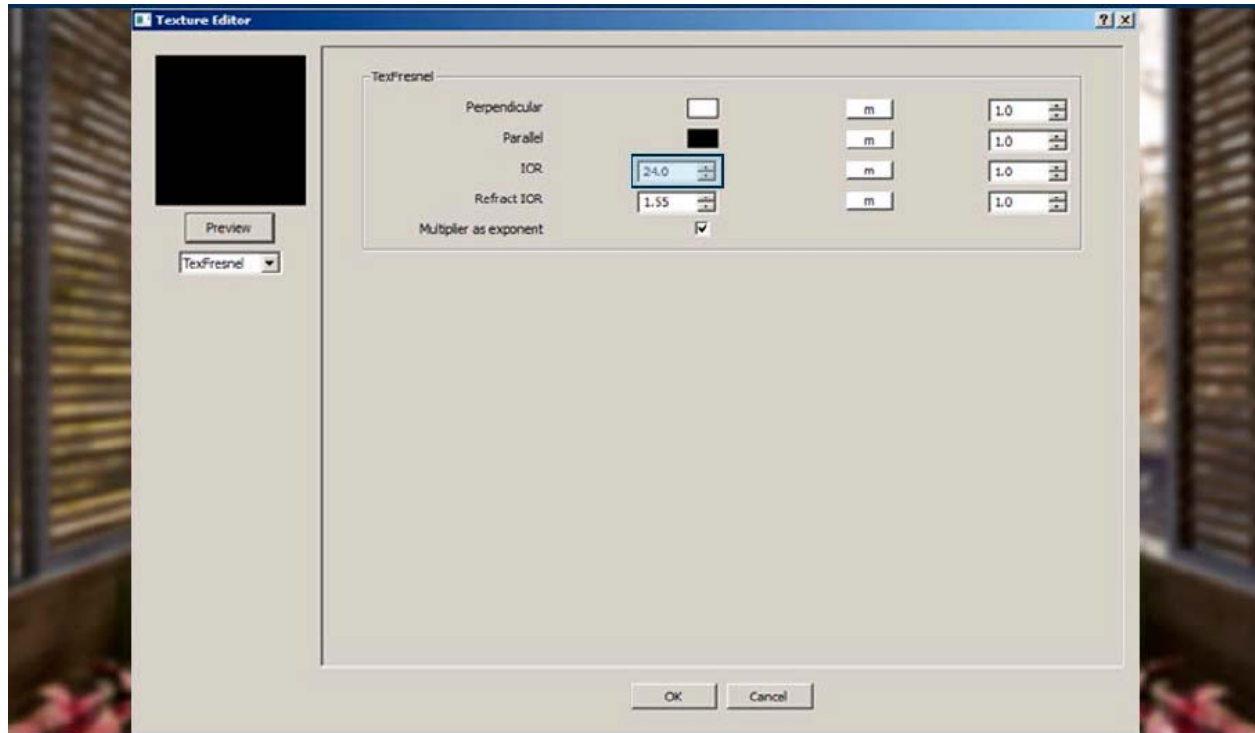 Texture Editor
TexFresnel
Perpendicular m 1.0
Parallel m 1.0
IOR 24.0 m 1.0
Refract IOR 1.55 m 1.0
Multiplier as exponent
Preview
TexFresnel
OK Cancel